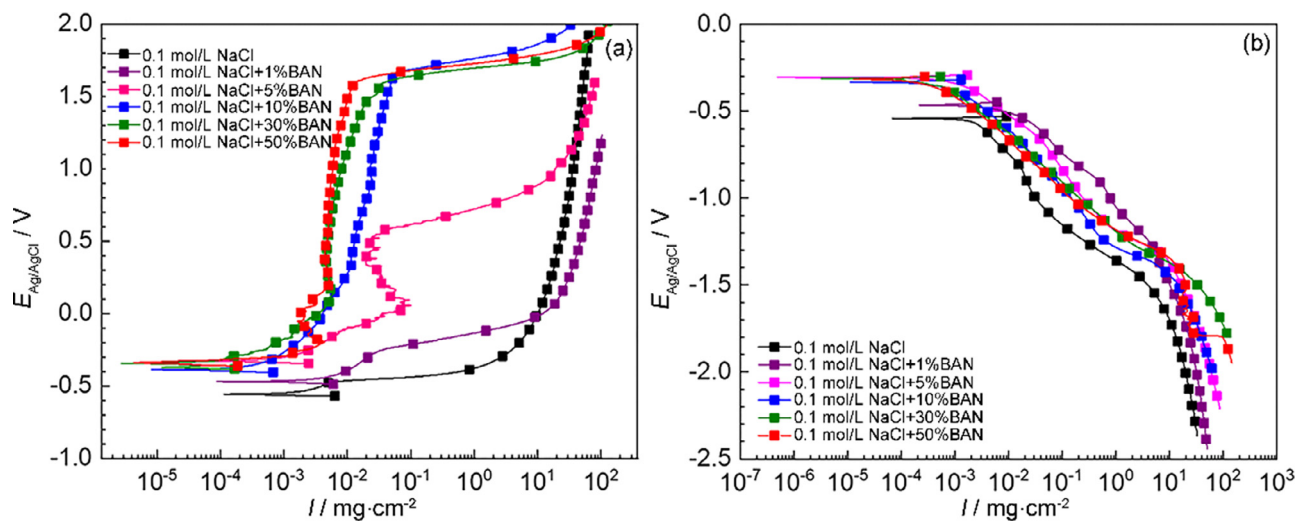 (a)
2.0
1.5
1.0
0.5
0.0
-0.5
-1.0
E Ag/AgCl / V
0.1 mol/L NaCl
0.1 mol/L NaCl+1%BAN
0.1 mol/L NaCl+5%BAN
0.1 mol/L NaCl+10%BAN
0.1 mol/L NaCl+30%BAN
0.1 mol/L NaCl+50%BAN
10-5 10-4 10-3 10-2 10-1 100 101 102
I / mg·cm-2
(b)
-0.0
-0.5
-1.0
-1.5
-2.0
-2.5
E Ag/AgCl / V
0.1 mol/L NaCl
0.1 mol/L NaCl+1%BAN
0.1 mol/L NaCl+5%BAN
0.1 mol/L NaCl+10%BAN
0.1 mol/L NaCl+30%BAN
0.1 mol/L NaCl+50%BAN
10-7 10-6 10-5 10-4 10-3 10-2 10-1 100 101 102 103
I / mg·cm-2